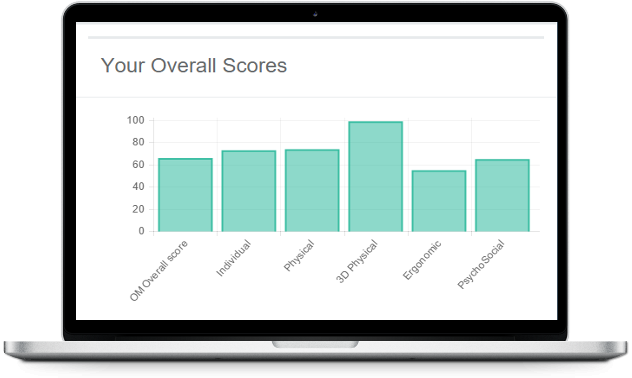 Your Overall Scores
100
80
60
40
20
0
OM Overall score
Individual
Physical
3D Physical
Ergonomic
PsychoSocial